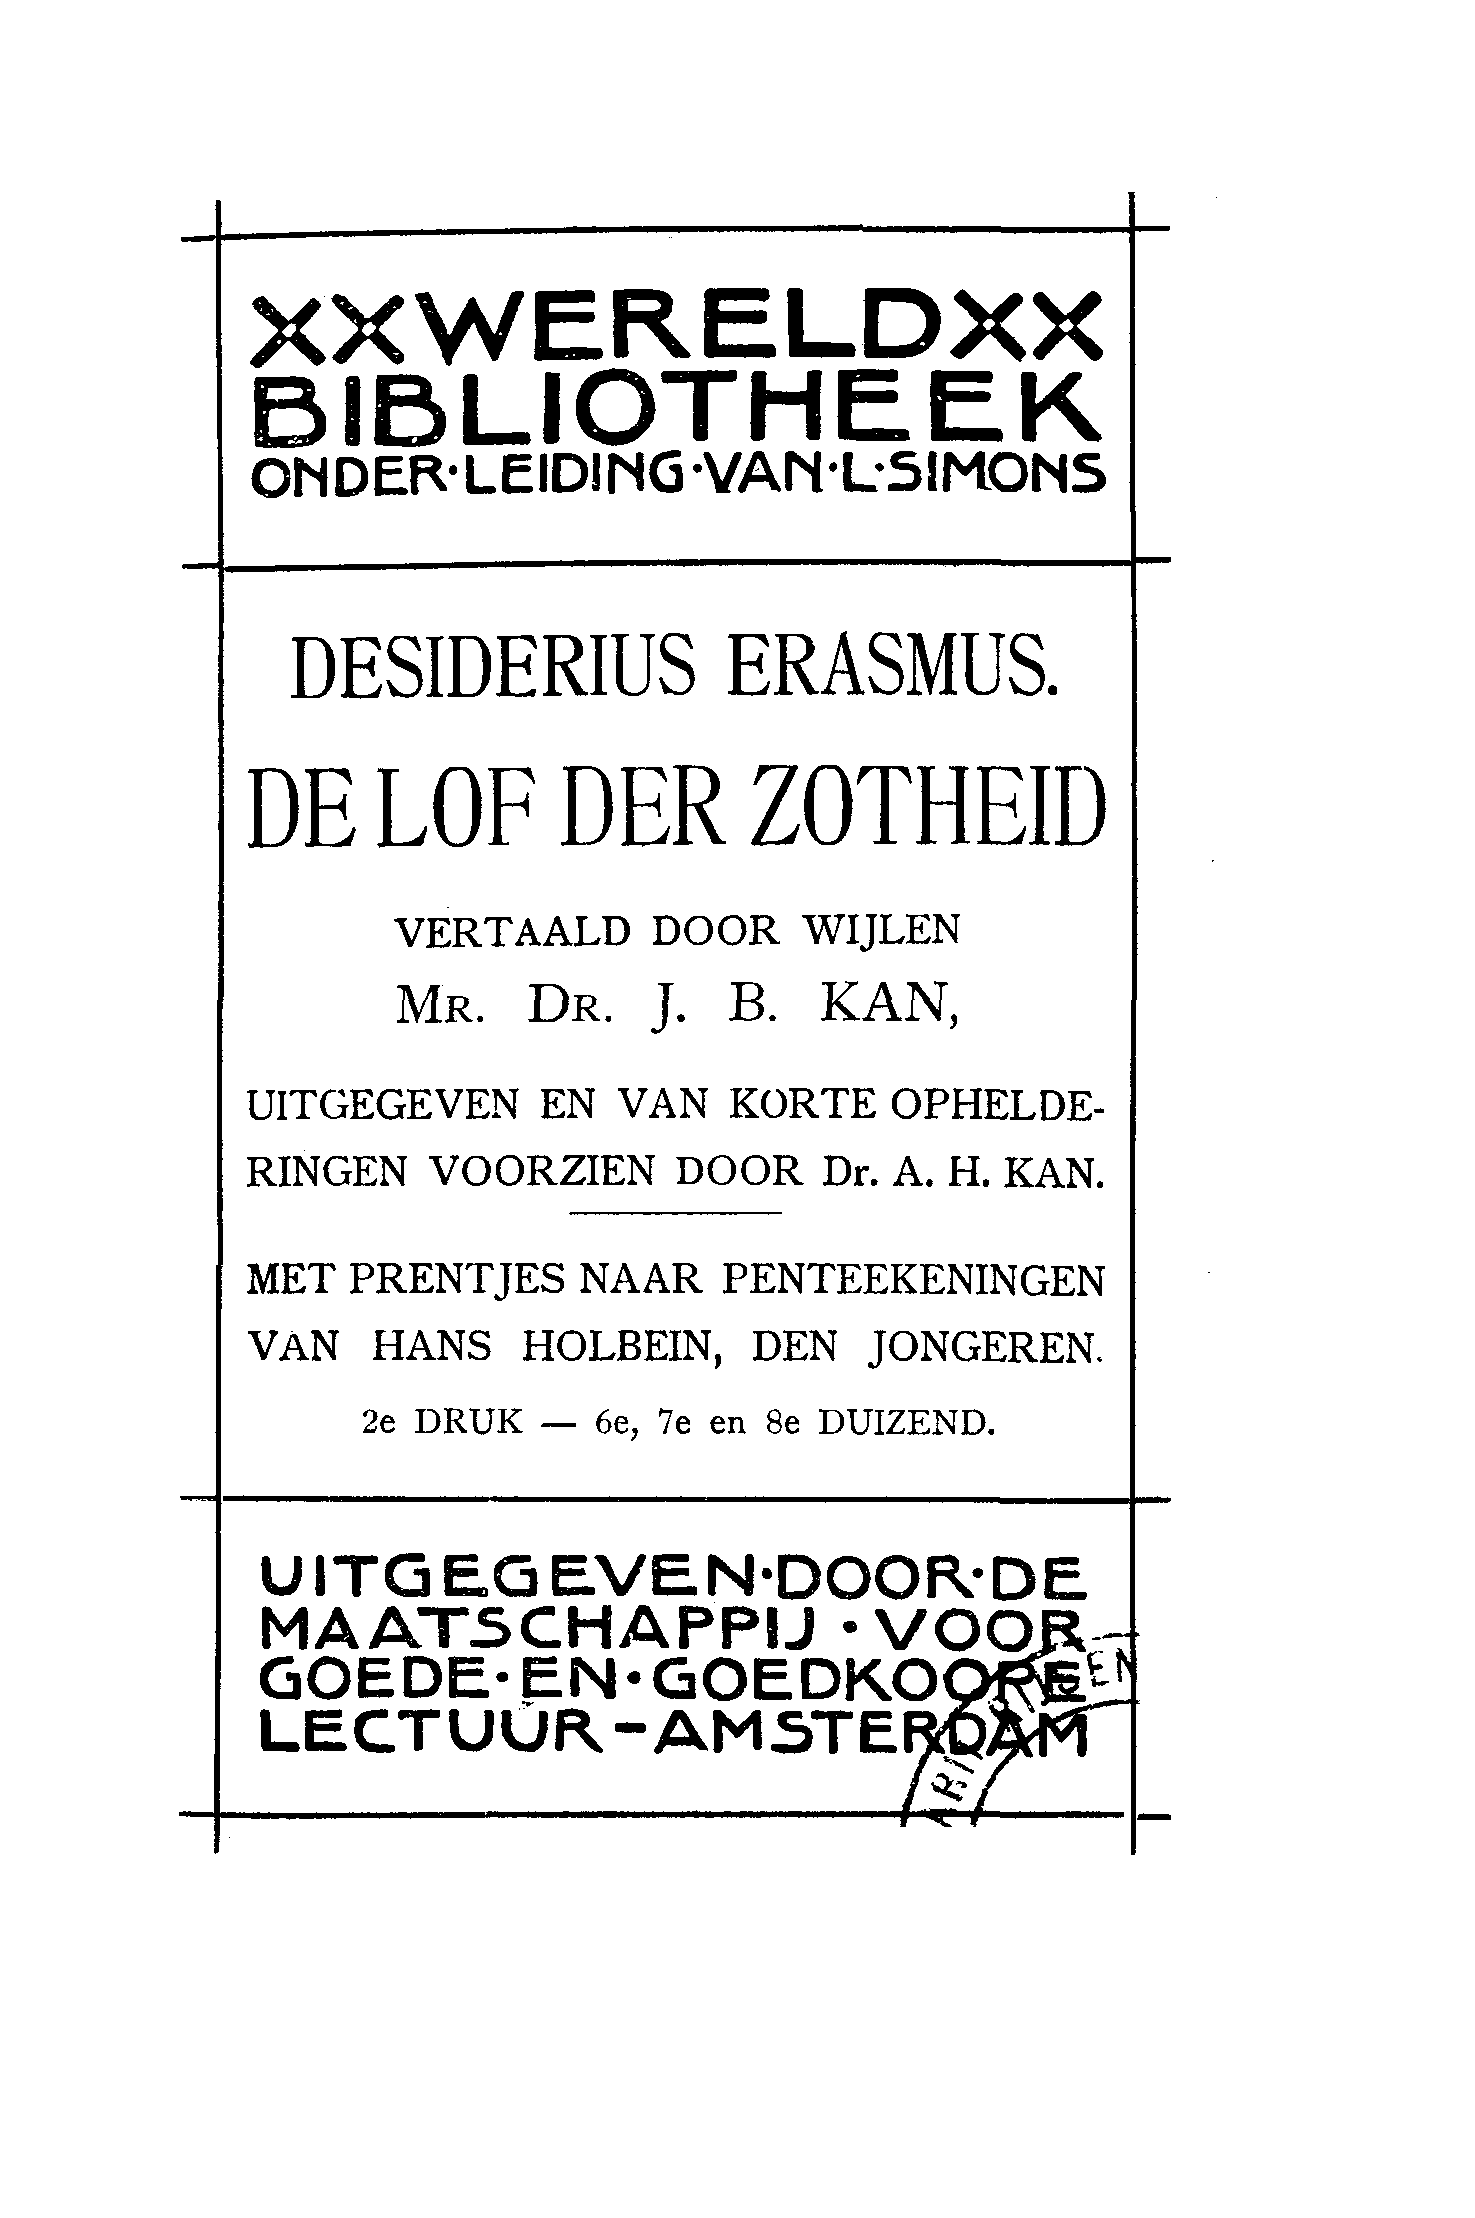 XXWERELDXX
BIBLIOTHEEK
ONDER·LEIDING·VAN·L·SIMONS
DESIDERIUS ERASMUS.
DE LOF DER ZOTHEID
VERTAALD DOOR WIJLEN
MR. DR. J. B. KAN,
UITGEGEVEN EN VAN KORTE OPHELDE-
RINGEN VOORZIEN DOOR Dr. A. H. KAN.
MET PRENTJES NAAR PENTEEKENINGEN
VAN HANS HOLBEIN, DEN JONGEREN.
2e DRUK — 6e, 7e en 8e DUIZEND.
UITGEGEVEN·DOOR·DE
MAATSCHAPPIJ·VOOR
GOEDE·EN·GOEDKOOPE
LECTUUR-AMSTERDAM